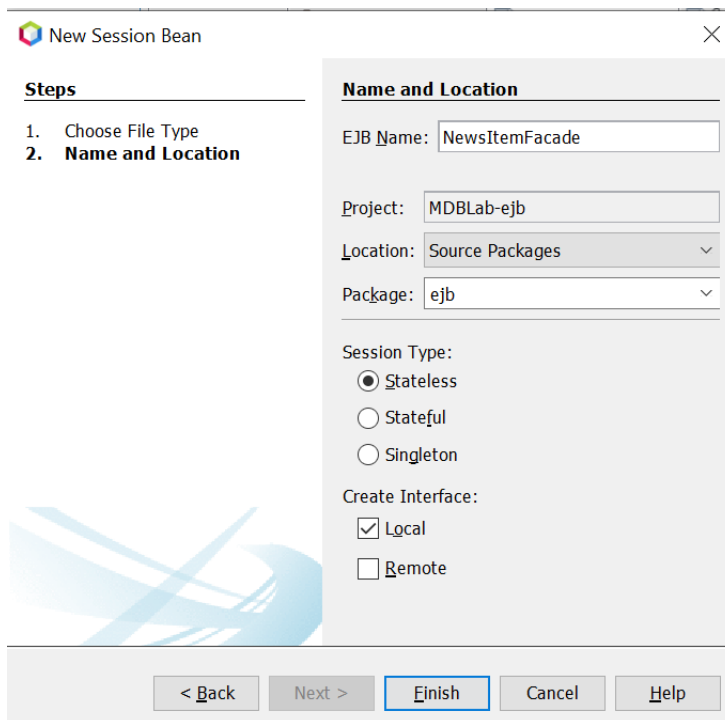 New Session Bean
Steps
1. Choose File Type
2. Name and Location
Name and Location
EJB Name: NewsItemFacade
Project: MDBLab-ejb
Location: Source Packages
Package: ejb
Session Type:
Stateless
Stateful
Singleton
Create Interface:
Local
Remote
< Back Next > Finish Cancel Help